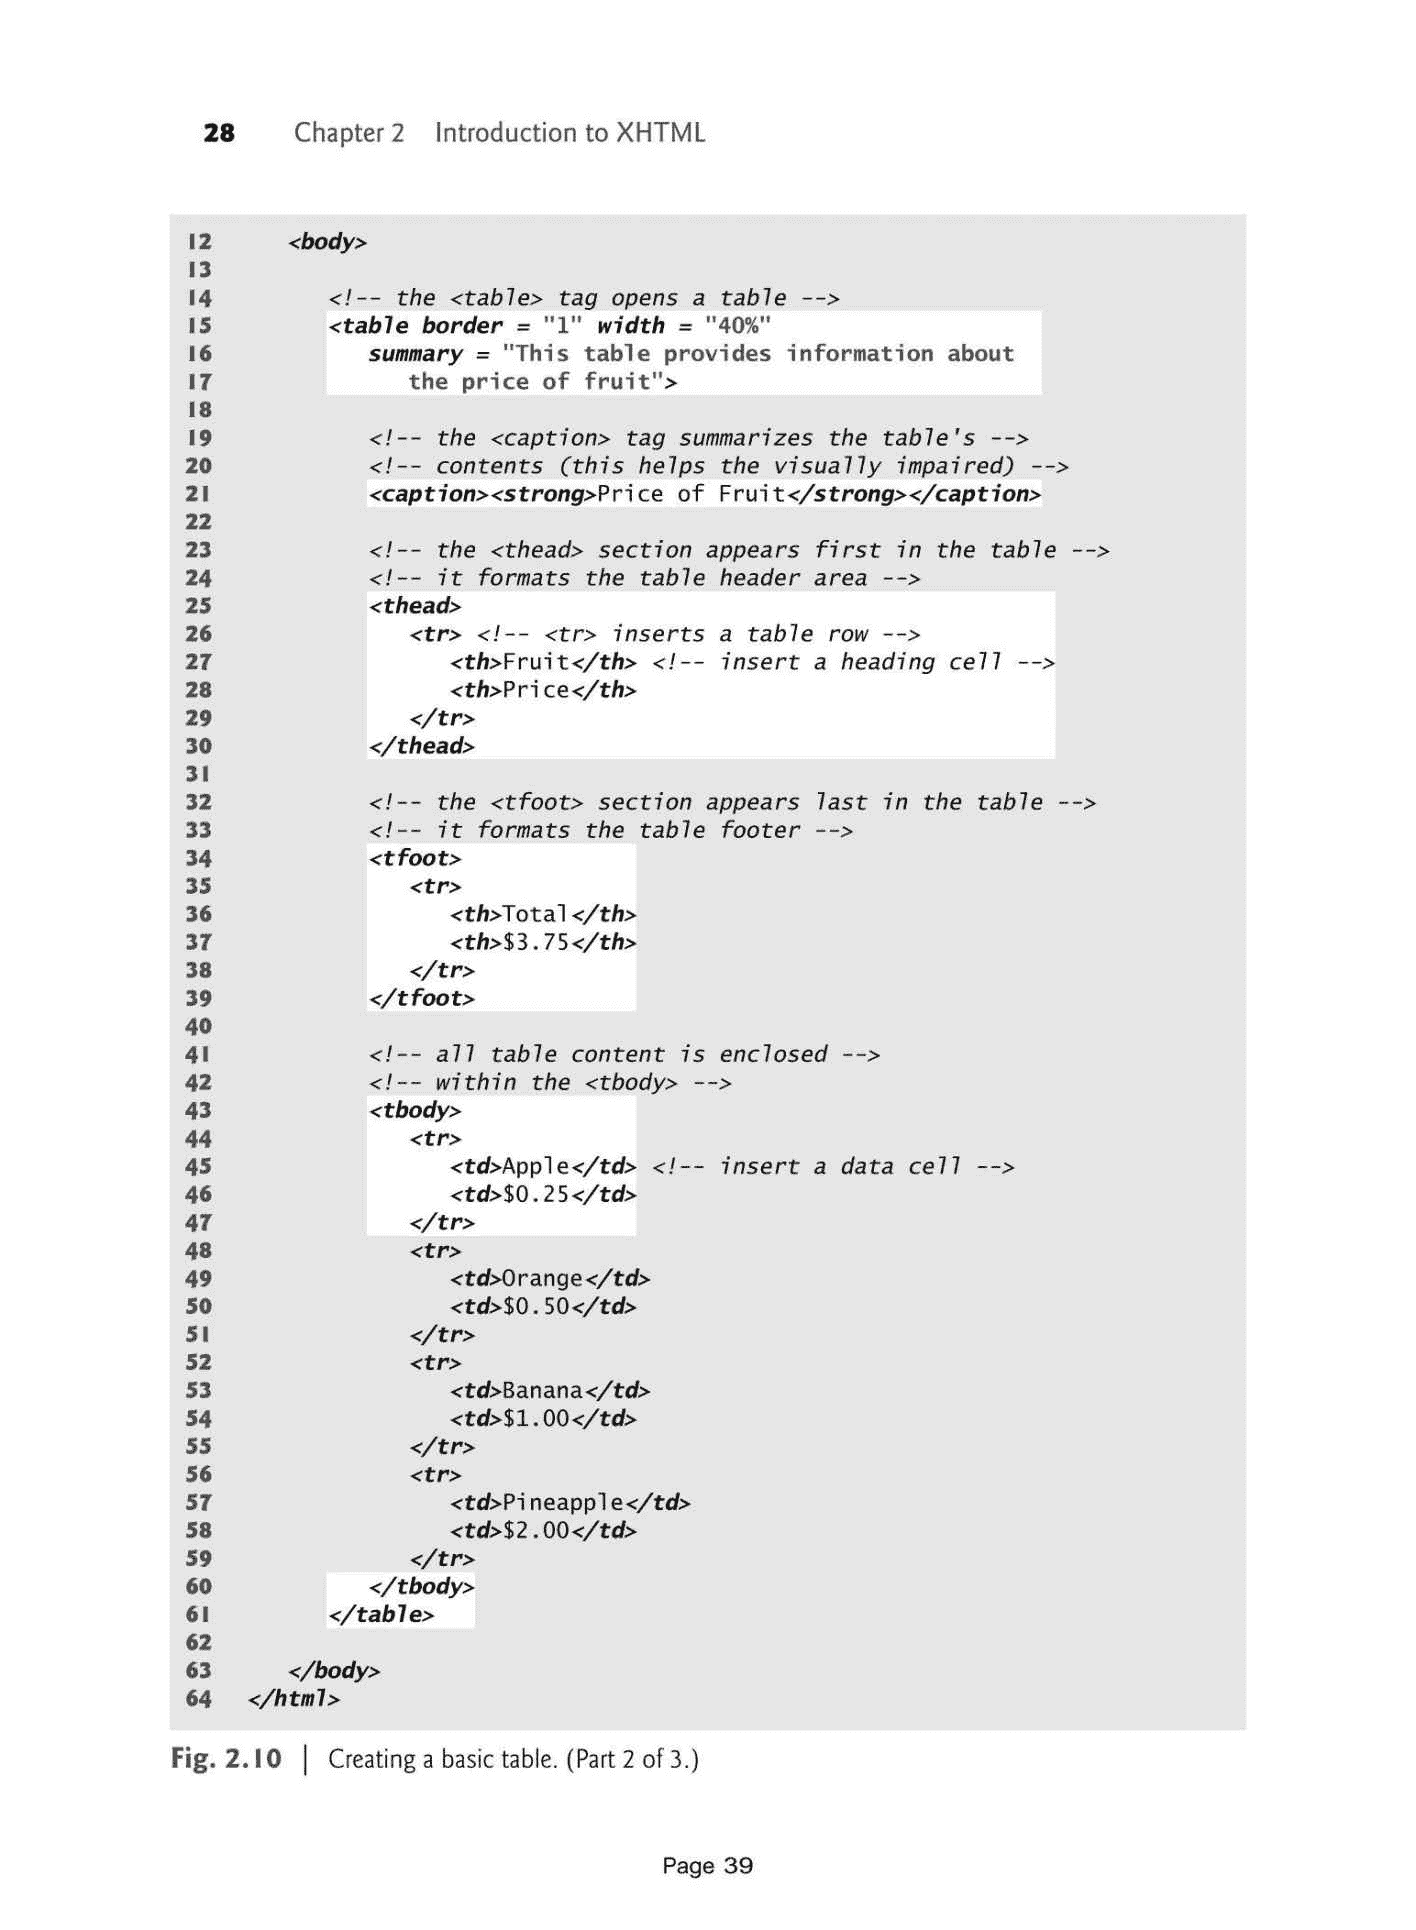 28 Chapter 2 Introduction to XHTML
12 <body>
13
14 <!-- the <table> tag opens a table -->
15 <table border = "1" width = "40%"
16 summary = "This table provides information about
17 the price of fruit">
18
19 <!-- the <caption> tag summarizes the table's -->
20 <!-- contents (this helps the visually impaired) -->
21 <caption><strong>Price of Fruit</strong></caption>
22
23 <!-- the <thead> section appears first in the table -->
24 <!-- it formats the table header area -->
25 <thead>
26 <tr> <!-- <tr> inserts a table row -->
27 <th>Fruit</th> <!-- insert a heading cell -->
28 <th>Price</th>
29 </tr>
30 </thead>
31
32 <!-- the <tfoot> section appears last in the table -->
33 <!-- it formats the table footer -->
34 <tfoot>
35 <tr>
36 <th>Total</th>
37 <th>$3.75</th>
38 </tr>
39 </tfoot>
40
41 <!-- all table content is enclosed -->
42 <!-- within the <tbody> -->
43 <tbody>
44 <tr>
45 <td>Apple</td> <!-- insert a data cell -->
46 <td>$0.25</td>
47 </tr>
48 <tr>
49 <td>Orange</td>
50 <td>$0.50</td>
51 </tr>
52 <tr>
53 <td>Banana</td>
54 <td>$1.00</td>
55 </tr>
56 <tr>
57 <td>Pineapple</td>
58 <td>$2.00</td>
59 </tr>
60 </tbody>
61 </table>
62
63 </body>
64 </html>
Fig. 2.10 | Creating a basic table. (Part 2 of 3.)
Page 39